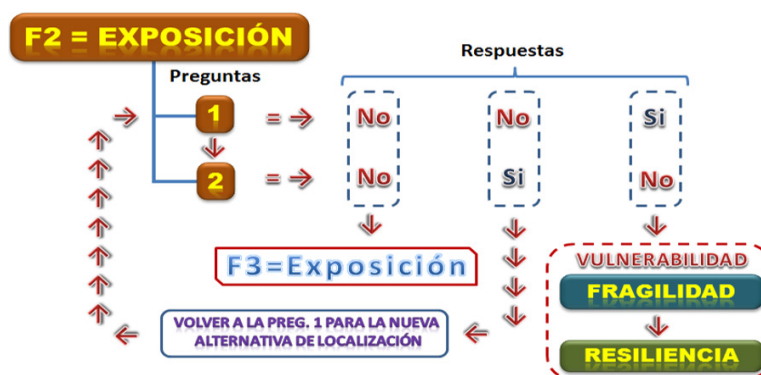 F2 = EXPOSICIÓN
Respuestas
Preguntas
1 = No No Si
2 = No Si No
F3=Exposición
VULNERABILIDAD
FRAGILIDAD
VOLVER A LA PREG. 1 PARA LA NUEVA
ALTERNATIVA DE LOCALIZACIÓN
RESILIENCIA